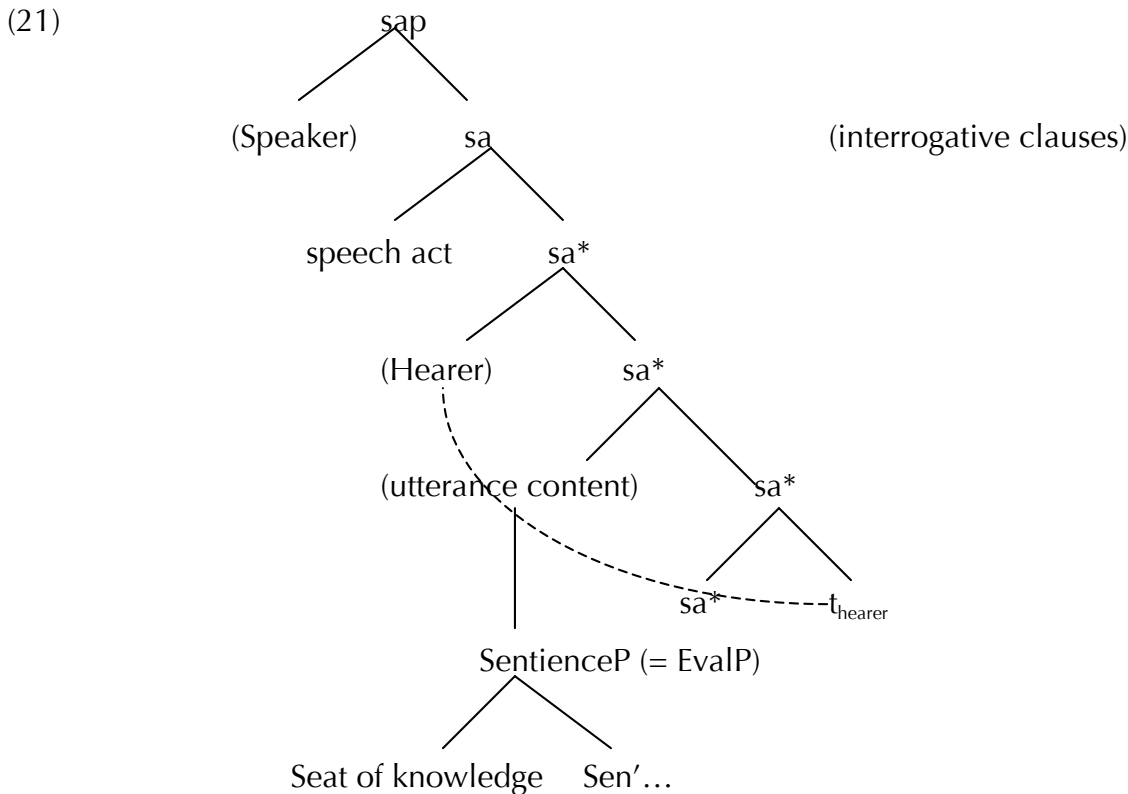 (21) sap
(Speaker) sa (interrogative clauses)
speech act sa*
(Hearer) sa*
(utterance content) sa*
sa* thearer
SentienceP (= EvalP)
Seat of knowledge Sen′…